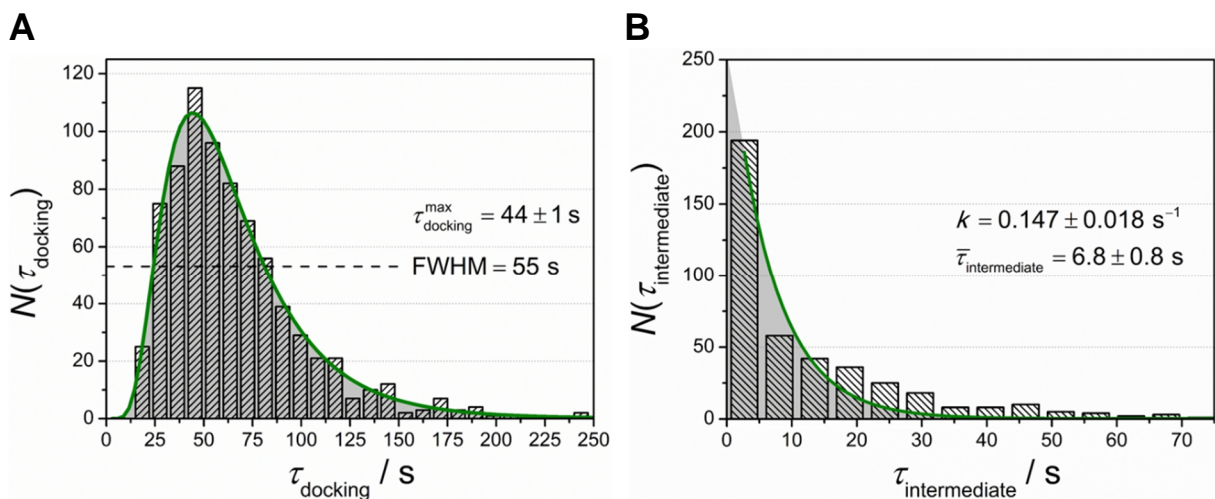 A
B
120
100
80
60
40
20
0
N(τdocking)
τ max docking = 44 ± 1 s
FWHM = 55 s
0 25 50 75 100 125 150 175 200 225 250
τdocking / s
250
200
150
100
50
0
N(τintermediate)
k = 0.147 ± 0.018 s⁻¹
τ̅intermediate = 6.8 ± 0.8 s
0 10 20 30 40 50 60 70
τintermediate / s